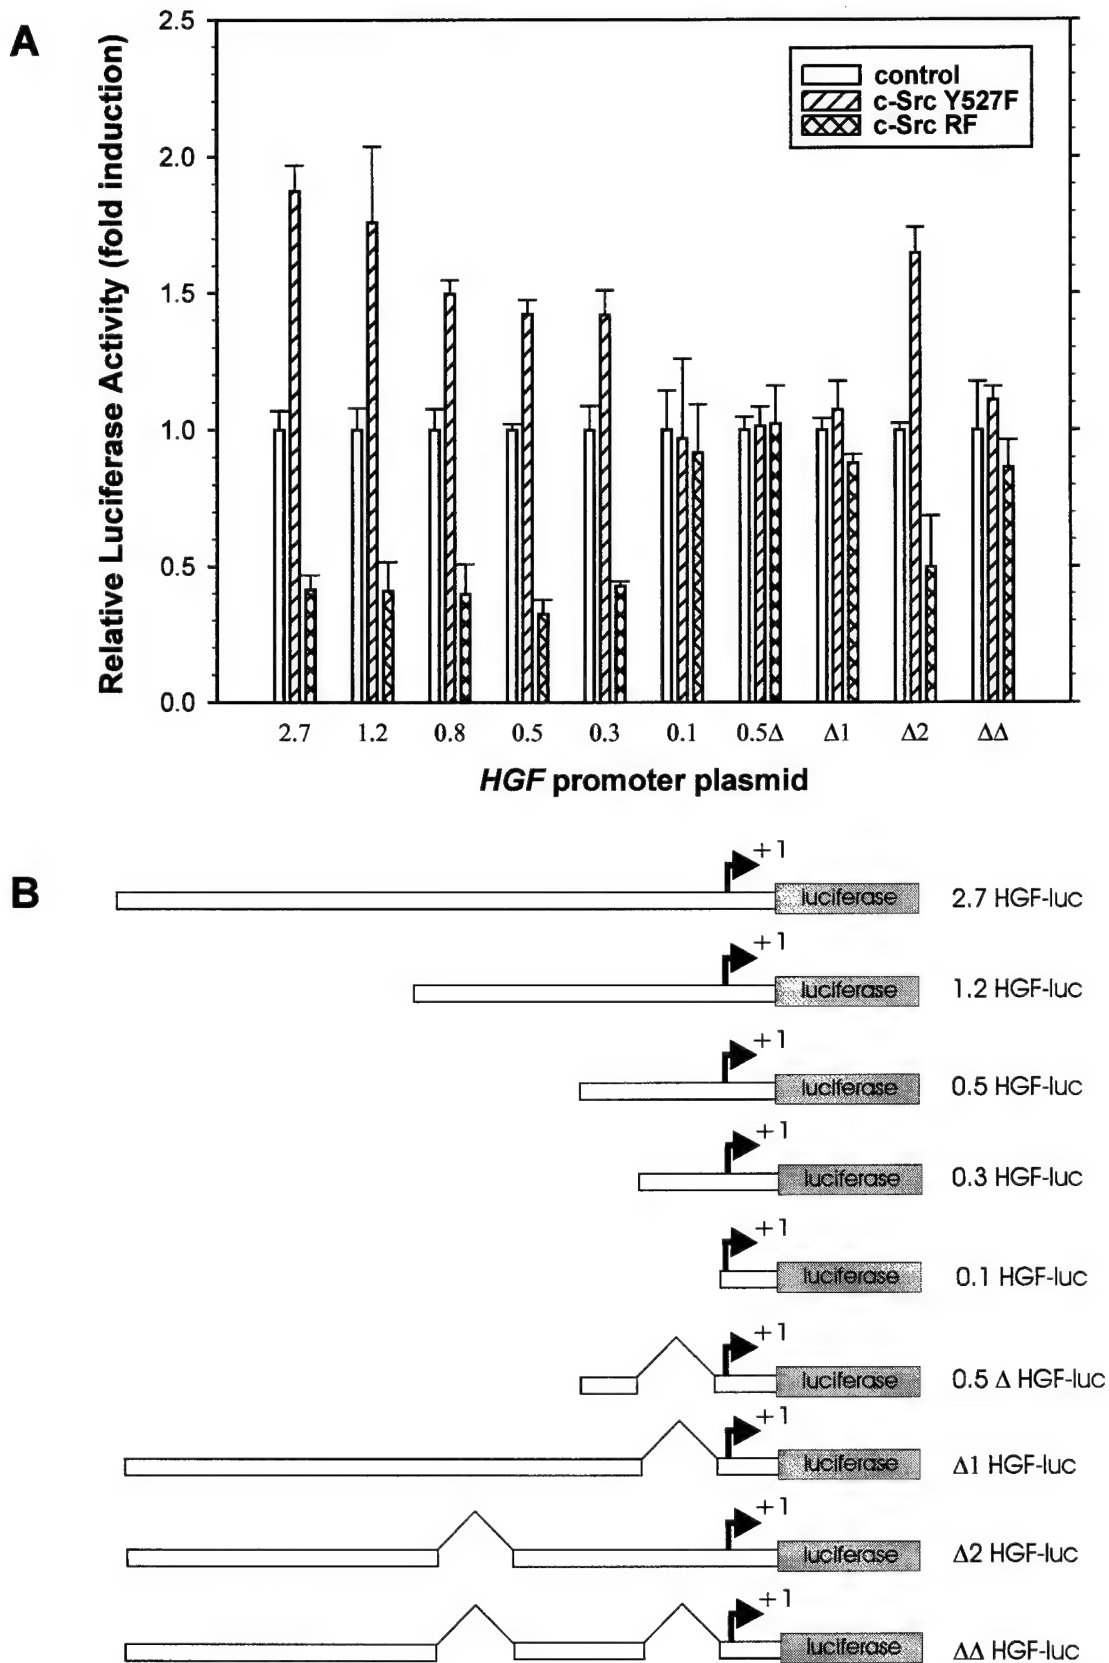 A
Relative Luciferase Activity (fold induction)
2.5
2.0
1.5
1.0
0.5
0.0
control
c-Src Y527F
c-Src RF
2.7 1.2 0.8 0.5 0.3 0.1 0.5Δ Δ1 Δ2 ΔΔ
HGF promoter plasmid
B
+1
luciferase 2.7 HGF-luc
+1
luciferase 1.2 HGF-luc
+1
luciferase 0.5 HGF-luc
+1
luciferase 0.3 HGF-luc
+1
luciferase 0.1 HGF-luc
+1
luciferase 0.5 Δ HGF-luc
+1
luciferase Δ1 HGF-luc
+1
luciferase Δ2 HGF-luc
+1
luciferase ΔΔ HGF-luc